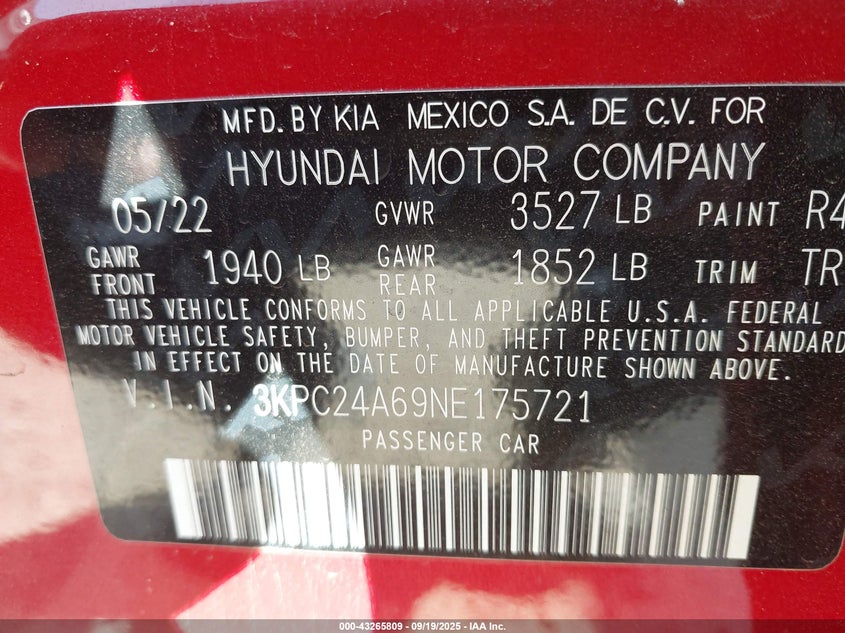 MFD. BY KIA MEXICO S.A. DE C.V. FOR
HYUNDAI MOTOR COMPANY
05/22 GVWR 3527 LB PAINT R4
GAWR FRONT 1940 LB GAWR REAR 1852 LB TRIM TR
THIS VEHICLE CONFORMS TO ALL APPLICABLE U.S.A. FEDERAL
MOTOR VEHICLE SAFETY, BUMPER, AND THEFT PREVENTION STANDARD
IN EFFECT ON THE DATE OF MANUFACTURE SHOWN ABOVE.
V.I.N. 3KPC24A69NE175721
PASSENGER CAR
000-43265809 - 09/19/2025 - IAA Inc.